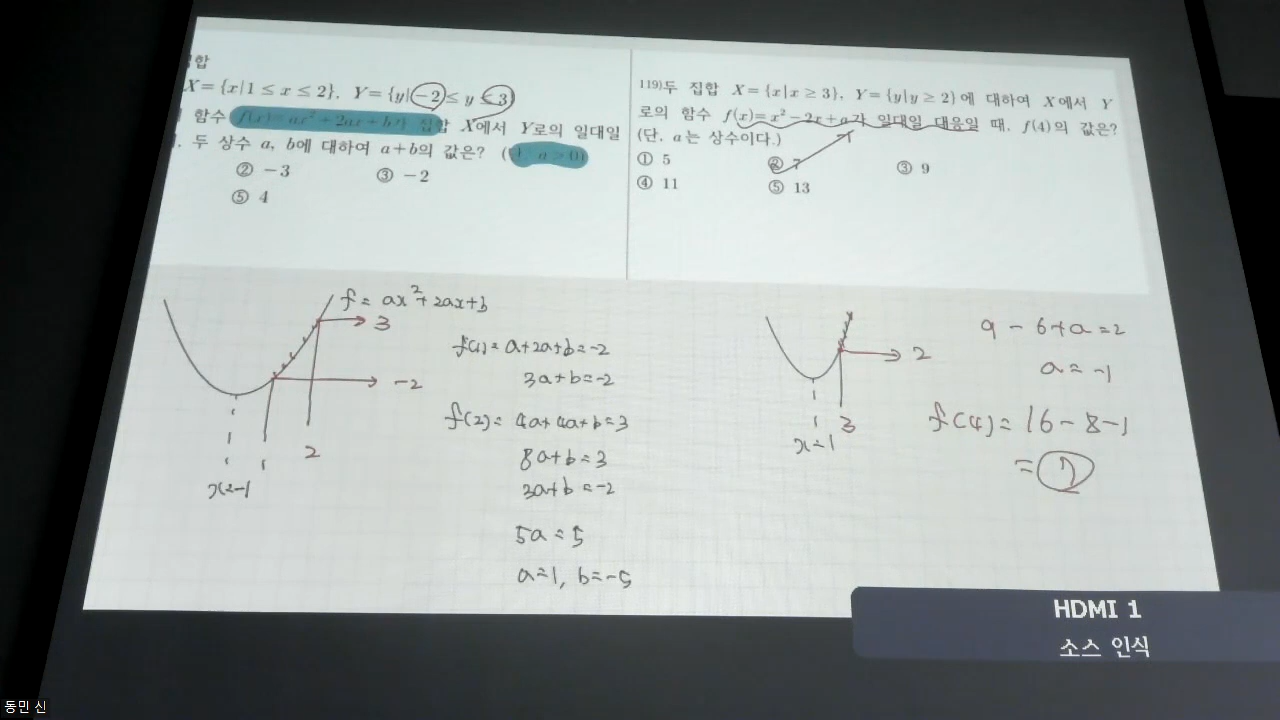 X={x|1≤x≤2}, Y={y|-2≤y≤3}
함수 f(x)=ax²+2ax+b가 집합 X에서 Y로의 일대일
두 상수 a, b에 대하여 a+b의 값은? (단, a>0)
② -3
③ -2
⑤ 4
119)두 집합 X={x|x≥3}, Y={y|y≥2}에 대하여 X에서 Y
로의 함수 f(x)=x²-2x+a가 일대일 대응일 때, f(4)의 값은?
(단, a는 상수이다.)
① 5
② 7
③ 9
④ 11
⑤ 13
f= ax²+2ax+b
3
-2
1
2
x=-1
f(1)= a+2a+b=-2
3a+b=-2
f(2)= 4a+4a+b=3
8a+b=3
3a+b=-2
5a=5
a=1, b=-5
2
3
x=1
9-6+a=2
a=-1
f(4)=16-8-1
=7
HDMI 1
소스 인식
동민 신